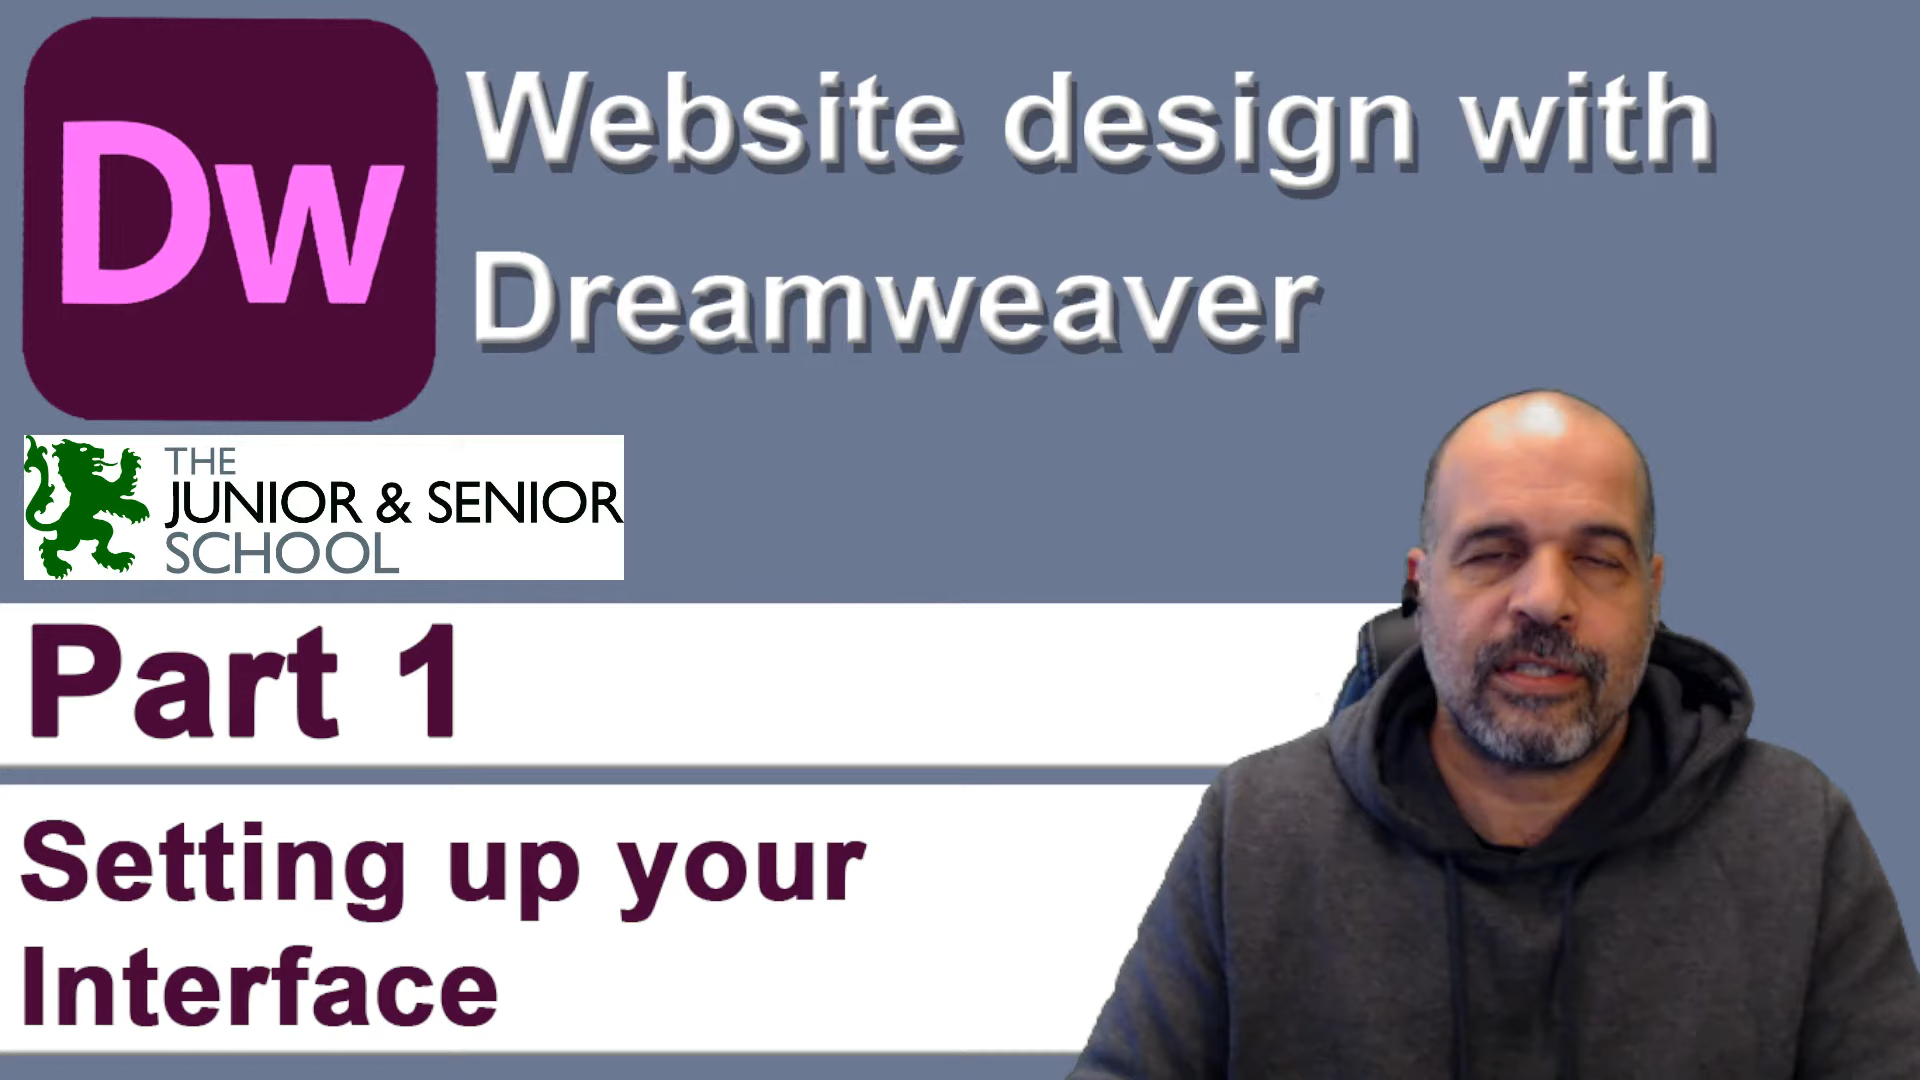 Dw
Website design with
Dreamweaver
THE
JUNIOR & SENIOR
SCHOOL
Part 1
Setting up your
Interface